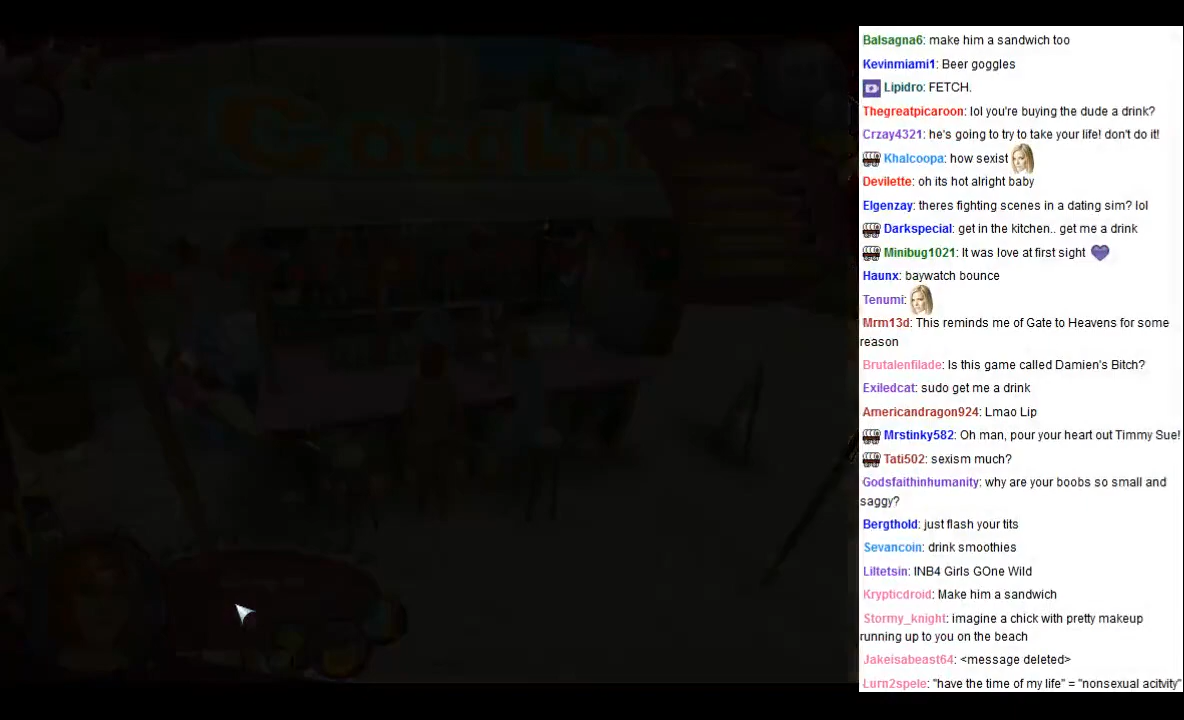 Balsagna6: make him a sandwich too
Kevinmiami1: Beer goggles
Lipidro: FETCH.
Thegreatpicaroon: lol you're buying the dude a drink?
Crzay4321: he's going to try to take your life! don't do it!
Khalcoopa: how sexist
Devilette: oh its hot alright baby
Elgenzay: theres fighting scenes in a dating sim? lol
Darkspecial: get in the kitchen.. get me a drink
Minibug1021: It was love at first sight
Haunx: baywatch bounce
Tenumi:
Mrm13d: This reminds me of Gate to Heavens for some
reason
Brutalenfilade: Is this game called Damien's Bitch?
Exiledcat: sudo get me a drink
Americandragon924: Lmao Lip
Mrstinky582: Oh man, pour your heart out Timmy Sue!
Tati502: sexism much?
Godsfaithinhumanity: why are your boobs so small and
saggy?
Bergthold: just flash your tits
Sevancoin: drink smoothies
Liltetsin: INB4 Girls GOne Wild
Krypticdroid: Make him a sandwich
Stormy_knight: imagine a chick with pretty makeup
running up to you on the beach
Jakeisabeast64: <message deleted>
Lurn2spele: "have the time of my life" = "nonsexual acitvity"